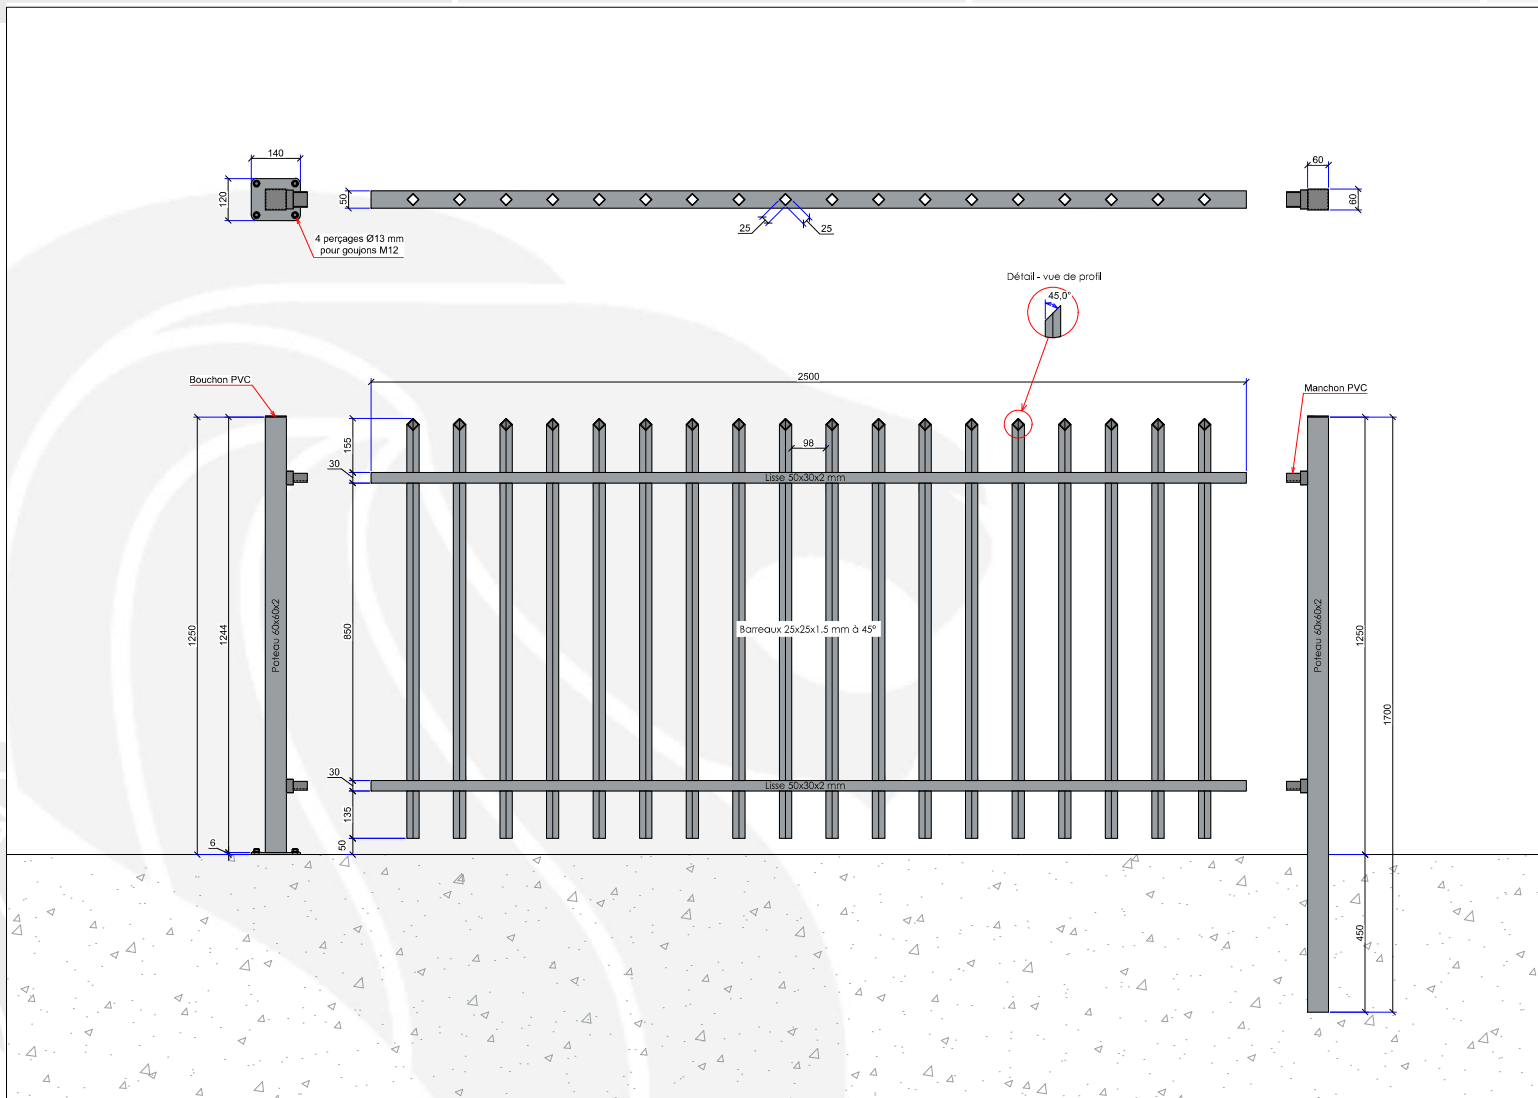 140
120
4 perçages Ø13 mm
pour goujons M12
50
25
25
60
60
Détail - vue de profil
45,0°
Bouchon PVC
2500
Manchon PVC
155
98
30
Lisse 50x30x2 mm
1250
1244
Poteau 60x60x2
850
Barreaux 25x25x1.5 mm à 45°
Poteau 60x60x2
1250
1700
30
Lisse 50x30x2 mm
135
50
6
450